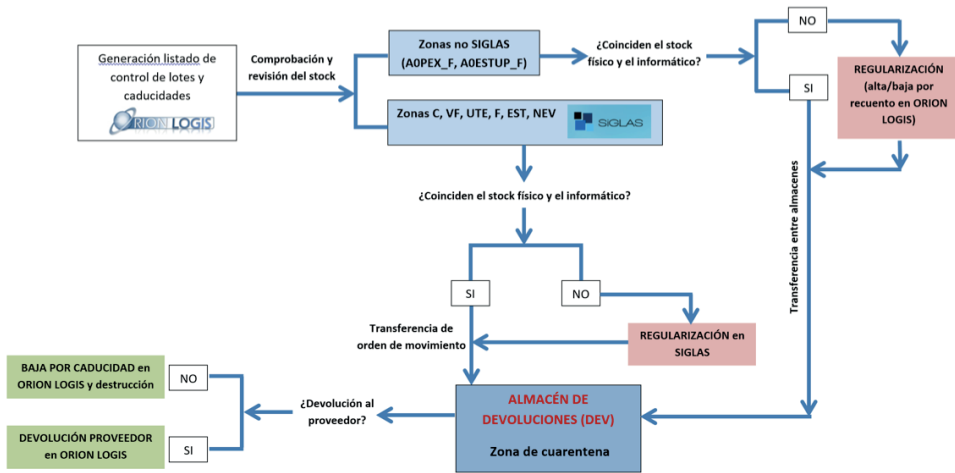 Generación listado de
control de lotes y
caducidades
ORION LOGIS
Comprobación y
revisión del stock
Zonas no SIGLAS
(A0PEX_F, A0ESTUP_F)
¿Coinciden el stock
físico y el informático?
NO
SI
REGULARIZACIÓN
(alta/baja por
recuento en ORION
LOGIS)
Transferencia entre almacenes
Zonas C, VF, UTE, F, EST, NEV
SiGLAS
¿Coinciden el stock físico y el informático?
SI
NO
Transferencia de
orden de movimiento
REGULARIZACIÓN en
SIGLAS
ALMACÉN DE
DEVOLUCIONES (DEV)
Zona de cuarentena
¿Devolución al
proveedor?
NO
BAJA POR CADUCIDAD en
ORION LOGIS y destrucción
SI
DEVOLUCIÓN PROVEEDOR
en ORION LOGIS